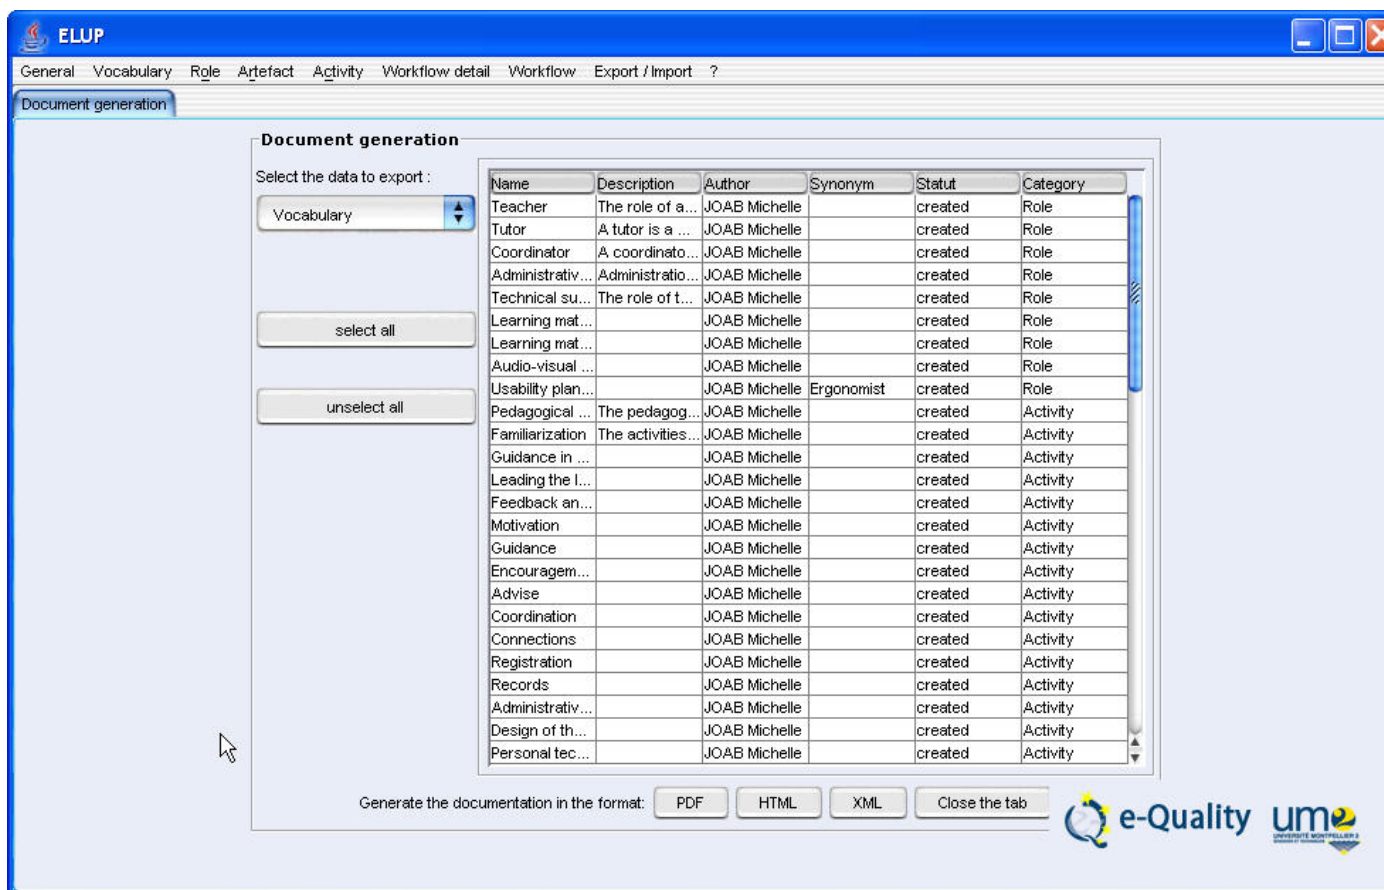 ELUP
General Vocabulary Role Artefact Activity Workflow detail Workflow Export / Import ?
Document generation
Document generation
Select the data to export :
Vocabulary
select all
unselect all
Name Description Author Synonym Statut Category
Teacher The role of a... JOAB Michelle created Role
Tutor A tutor is a ... JOAB Michelle created Role
Coordinator A coordinato... JOAB Michelle created Role
Administrativ... Administratio... JOAB Michelle created Role
Technical su... The role of t... JOAB Michelle created Role
Learning mat... JOAB Michelle created Role
Learning mat... JOAB Michelle created Role
Audio-visual ... JOAB Michelle created Role
Usability plan... JOAB Michelle Ergonomist created Role
Pedagogical ... The pedagog... JOAB Michelle created Activity
Familiarization The activities... JOAB Michelle created Activity
Guidance in ... JOAB Michelle created Activity
Leading the l... JOAB Michelle created Activity
Feedback an... JOAB Michelle created Activity
Motivation JOAB Michelle created Activity
Guidance JOAB Michelle created Activity
Encouragem... JOAB Michelle created Activity
Advise JOAB Michelle created Activity
Coordination JOAB Michelle created Activity
Connections JOAB Michelle created Activity
Registration JOAB Michelle created Activity
Records JOAB Michelle created Activity
Administrativ... JOAB Michelle created Activity
Design of th... JOAB Michelle created Activity
Personal tec... JOAB Michelle created Activity
Generate the documentation in the format: PDF HTML XML Close the tab
e-Quality um2
UNIVERSITÉ MONTPELLIER 2